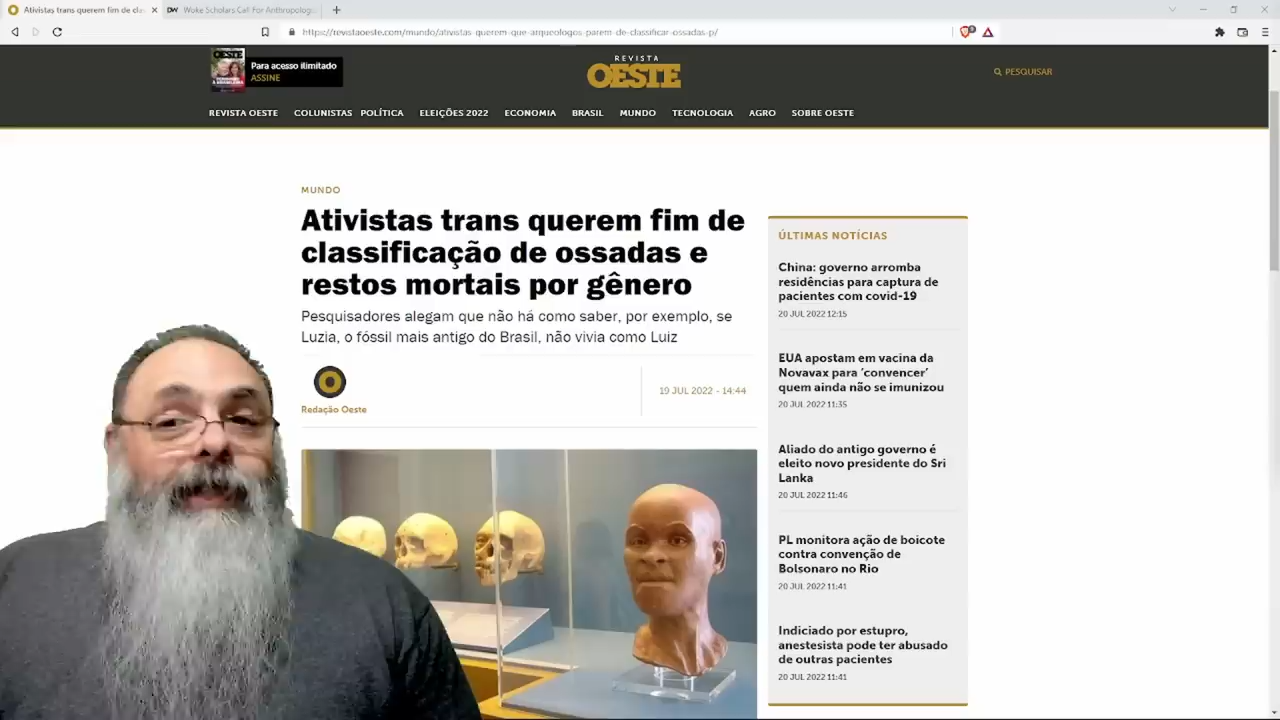 Ativistas trans querem fim de cla
Woke Scholars Call For Anthropologi
https://revistaoeste.com/mundo/ativistas-querem-que-arqueologos-parem-de-classificar-ossadas-p/
OESTE
Para acesso ilimitado
ASSINE
REVISTA
OESTE
PESQUISAR
REVISTA OESTE COLUNISTAS POLÍTICA ELEIÇÕES 2022 ECONOMIA BRASIL MUNDO TECNOLOGIA AGRO SOBRE OESTE
MUNDO
Ativistas trans querem fim de
classificação de ossadas e
restos mortais por gênero
Pesquisadores alegam que não há como saber, por exemplo, se
Luzia, o fóssil mais antigo do Brasil, não vivia como Luiz
Redação Oeste
19 JUL 2022 - 14:44
ÚLTIMAS NOTÍCIAS
China: governo arromba
residências para captura de
pacientes com covid-19
20 JUL 2022 12:15
EUA apostam em vacina da
Novavax para ‘convencer’
quem ainda não se imunizou
20 JUL 2022 11:35
Aliado do antigo governo é
eleito novo presidente do Sri
Lanka
20 JUL 2022 11:46
PL monitora ação de boicote
contra convenção de
Bolsonaro no Rio
20 JUL 2022 11:41
Indiciado por estupro,
anestesista pode ter abusado
de outras pacientes
20 JUL 2022 11:41